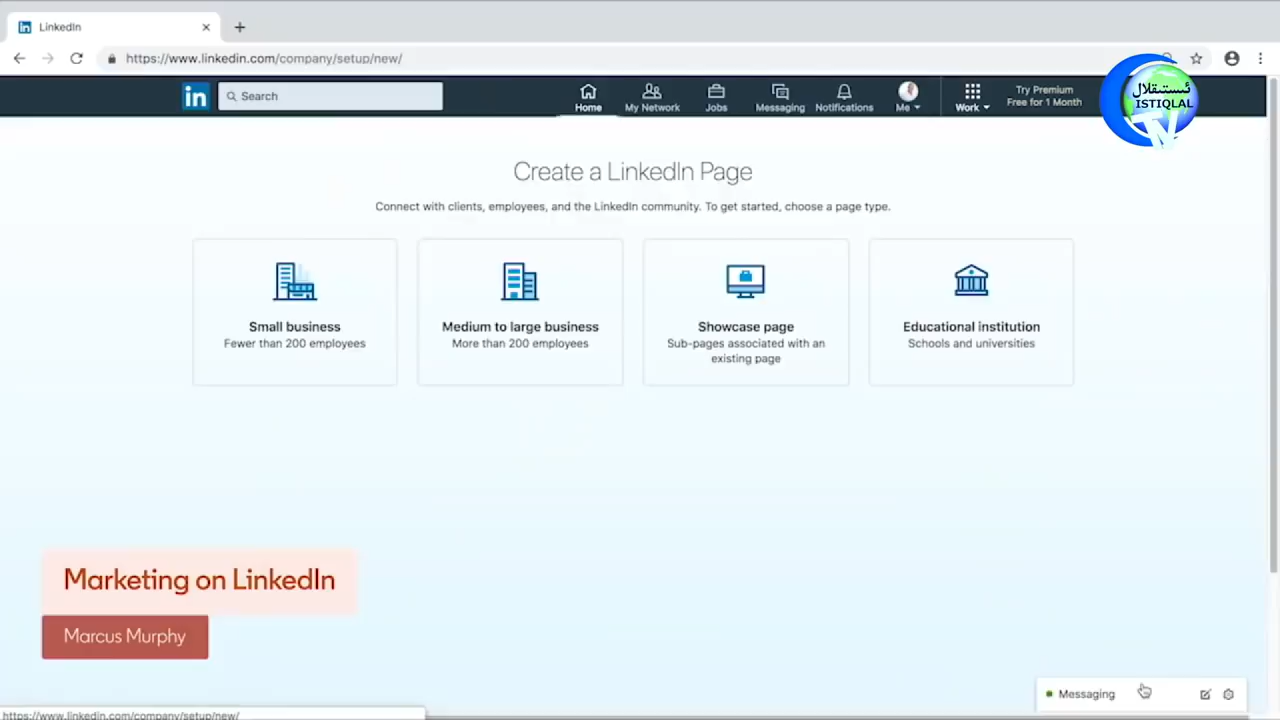 LinkedIn
https://www.linkedin.com/company/setup/new/
in
Search
Home
My Network
Jobs
Messaging
Notifications
Me
Work
Try Premium
Free for 1 Month
ئىستىقلال
ISTIQLAL
TV
Create a LinkedIn Page
Connect with clients, employees, and the LinkedIn community. To get started, choose a page type.
Small business
Fewer than 200 employees
Medium to large business
More than 200 employees
Showcase page
Sub-pages associated with an
existing page
Educational institution
Schools and universities
Marketing on LinkedIn
Marcus Murphy
Messaging
https://www.linkedin.com/company/setup/new/